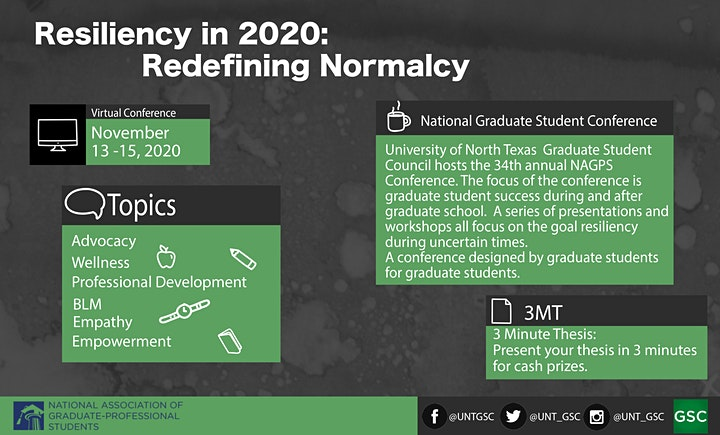 Resiliency in 2020:
Redefining Normalcy
Virtual Conference
November
13 -15, 2020
Topics
Advocacy
Wellness
Professional Development
BLM
Empathy
Empowerment
National Graduate Student Conference
University of North Texas Graduate Student
Council hosts the 34th annual NAGPS
Conference. The focus of the conference is
graduate student success during and after
graduate school. A series of presentations and
workshops all focus on the goal resiliency
during uncertain times.
A conference designed by graduate students
for graduate students.
3MT
3 Minute Thesis:
Present your thesis in 3 minutes
for cash prizes.
NATIONAL ASSOCIATION OF
GRADUATE-PROFESSIONAL
STUDENTS
@UNTGSC
@UNT_GSC
@UNT_GSC
GSC